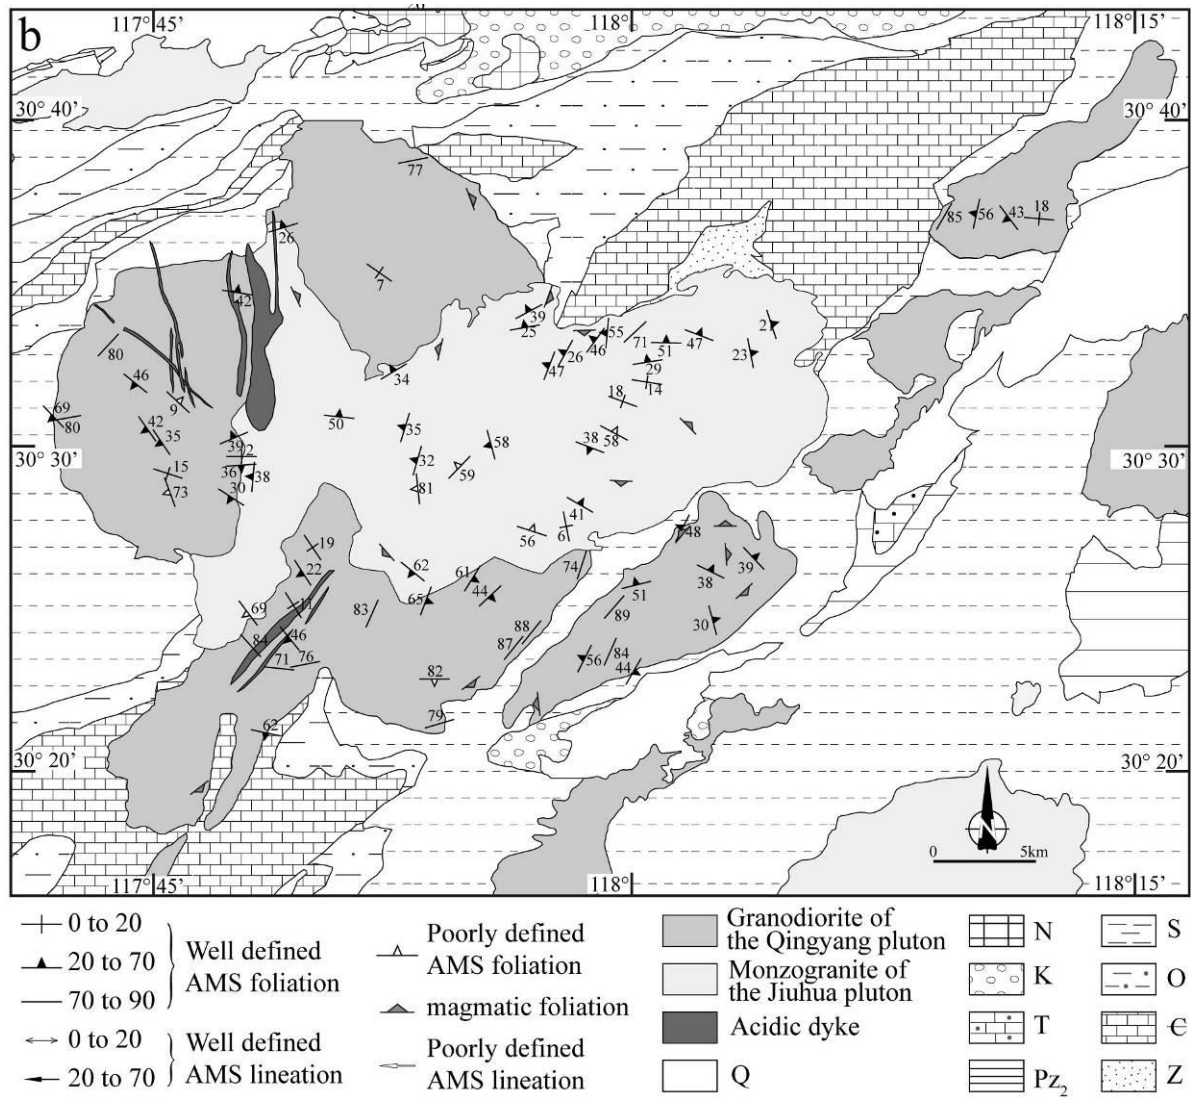 b
117°45'
118°
118°15'
30° 40'
30° 40'
77
26
7
42
85
56
43
18
39
25
55
46
26
47
71
51
29
14
47
23
80
46
9
69
80
42
35
15
73
39
36
30
38
34
50
35
32
81
58
59
18
38
58
30° 30'
30° 30'
41
6
56
19
22
11
69
84
46
71
76
62
83
62
65
61
44
74
88
87
82
79
48
38
39
51
89
30
56
84
44
30° 20'
30° 20'
N
0 5km
117°45'
118°
118°15'
0 to 20
20 to 70
70 to 90
Well defined
AMS foliation
0 to 20
20 to 70
Well defined
AMS lineation
Poorly defined
AMS foliation
magmatic foliation
Poorly defined
AMS lineation
Granodiorite of
the Qingyang pluton
Monzogranite of
the Jiuhua pluton
Acidic dyke
Q
N
K
T
Pz₂
S
O
Є
Z